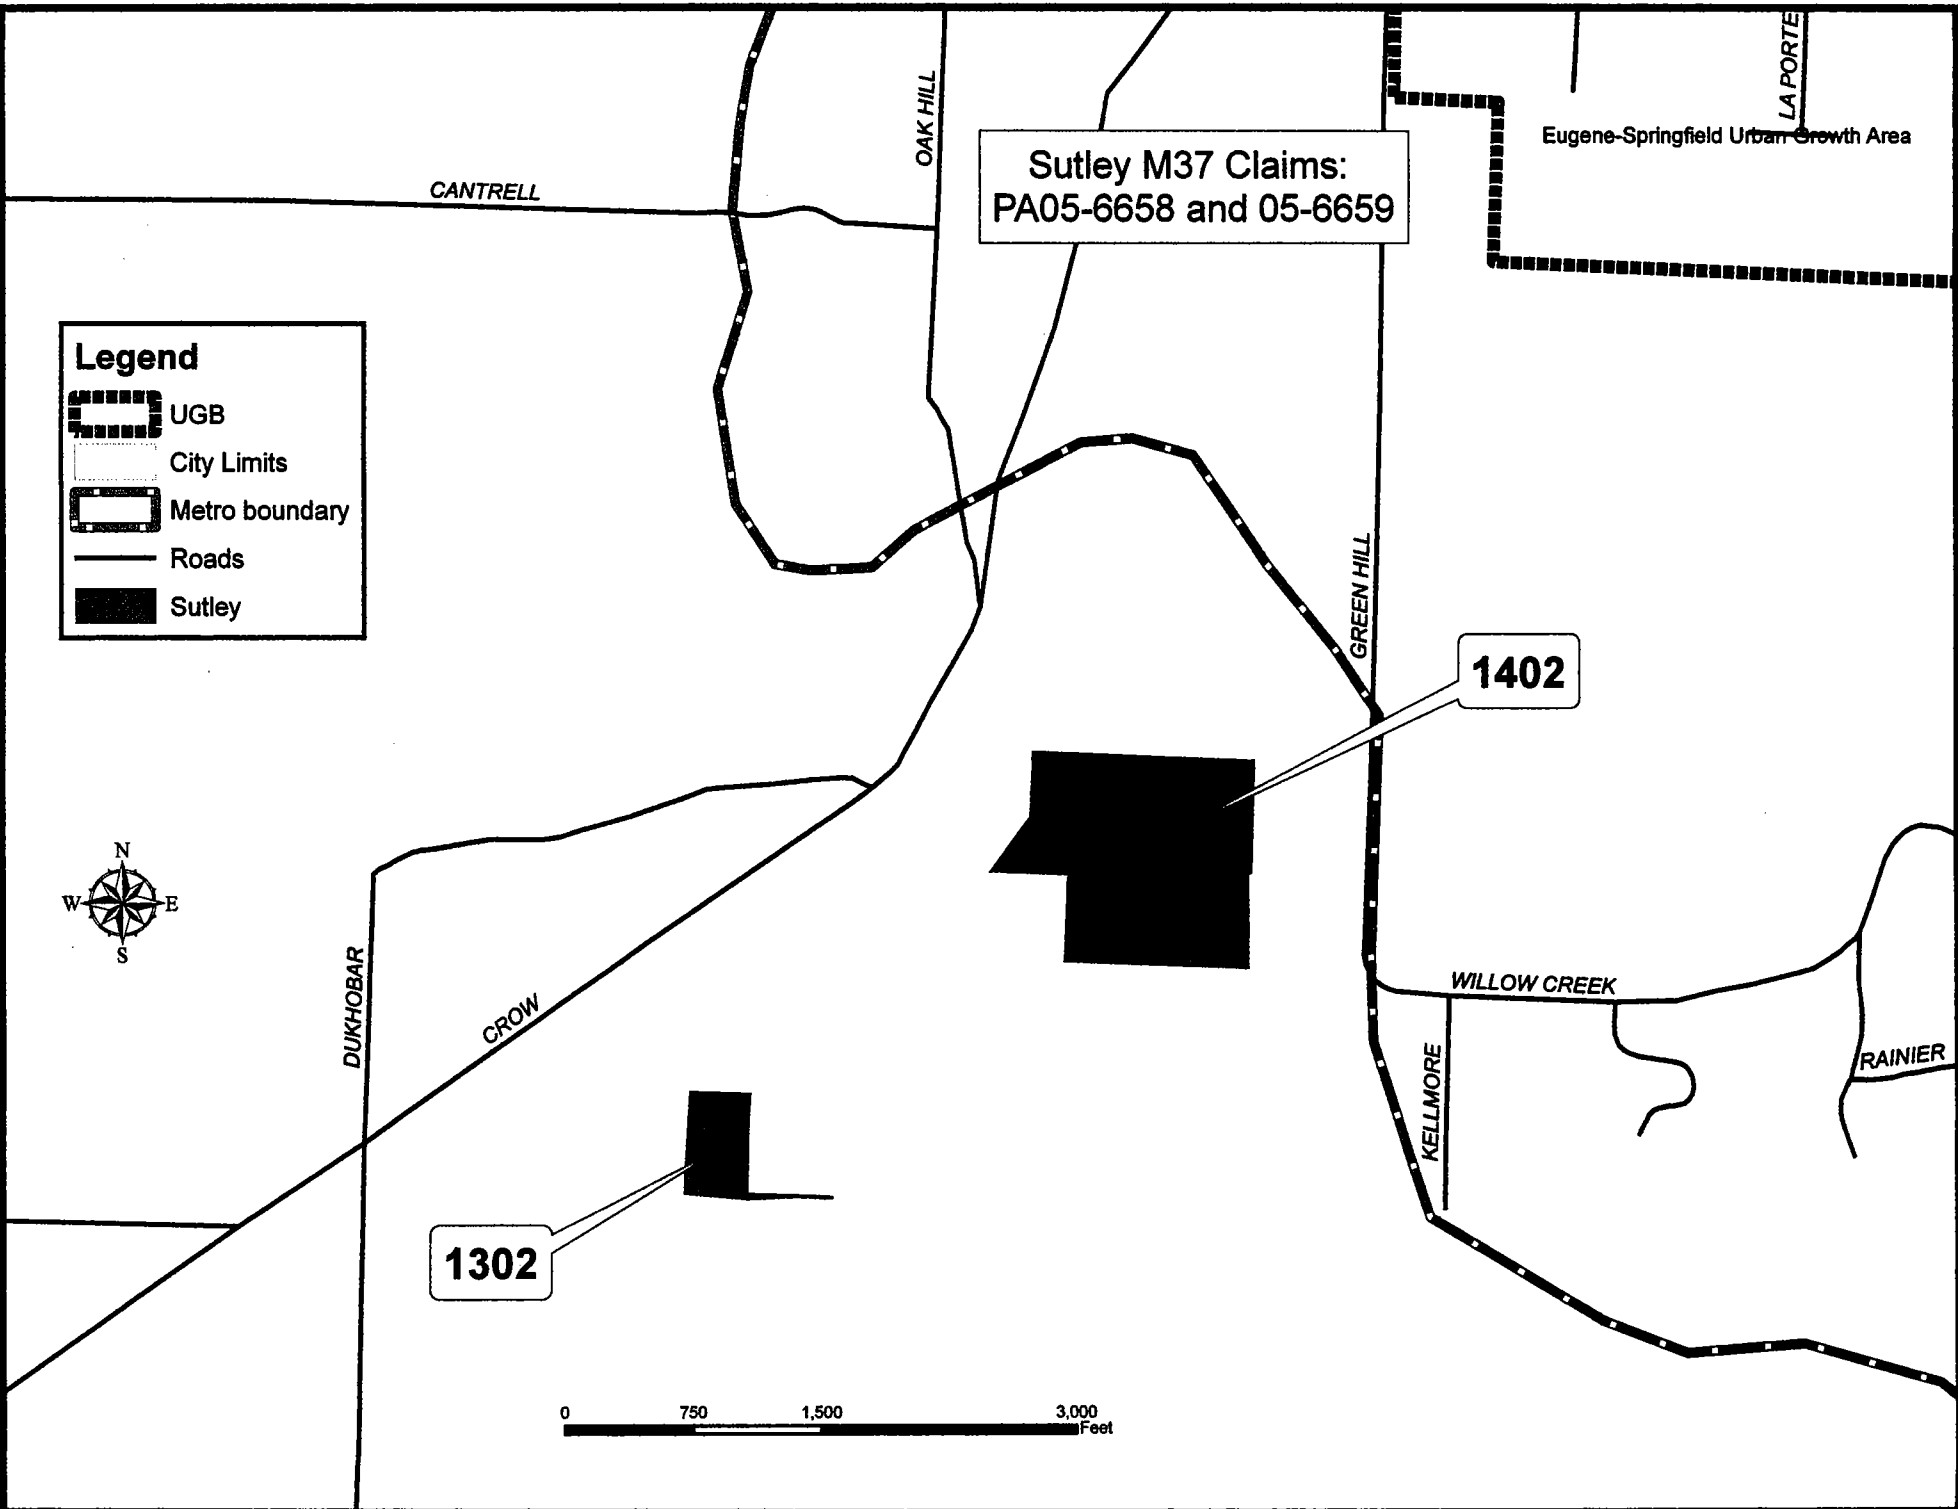 LA PORTE
OAK HILL
Eugene-Springfield Urban Growth Area
Sutley M37 Claims:
PA05-6658 and 05-6659
CANTRELL
Legend
UGB
City Limits
Metro boundary
Roads
Sutley
GREEN HILL
1402
N
W E
S
DUKHOBAR
CROW
WILLOW CREEK
KELLMORE
RAINIER
1302
0 750 1,500 3,000
Feet